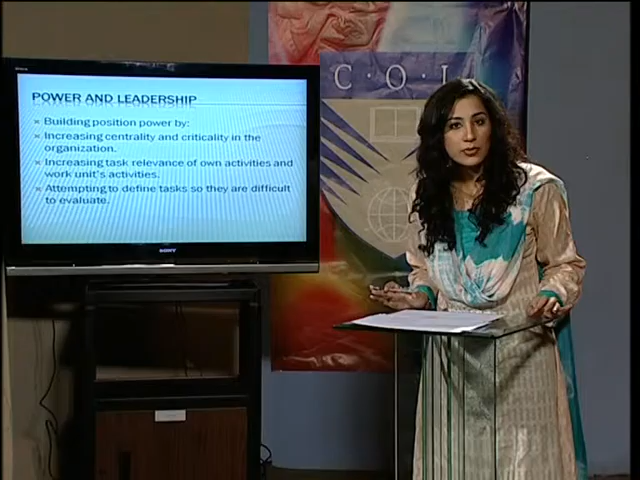 POWER AND LEADERSHIP
× Building position power by:
× Increasing centrality and criticality in the
organization.
× Increasing task relevance of own activities and
work unit's activities.
× Attempting to define tasks so they are difficult
to evaluate.
SONY
C·O·L